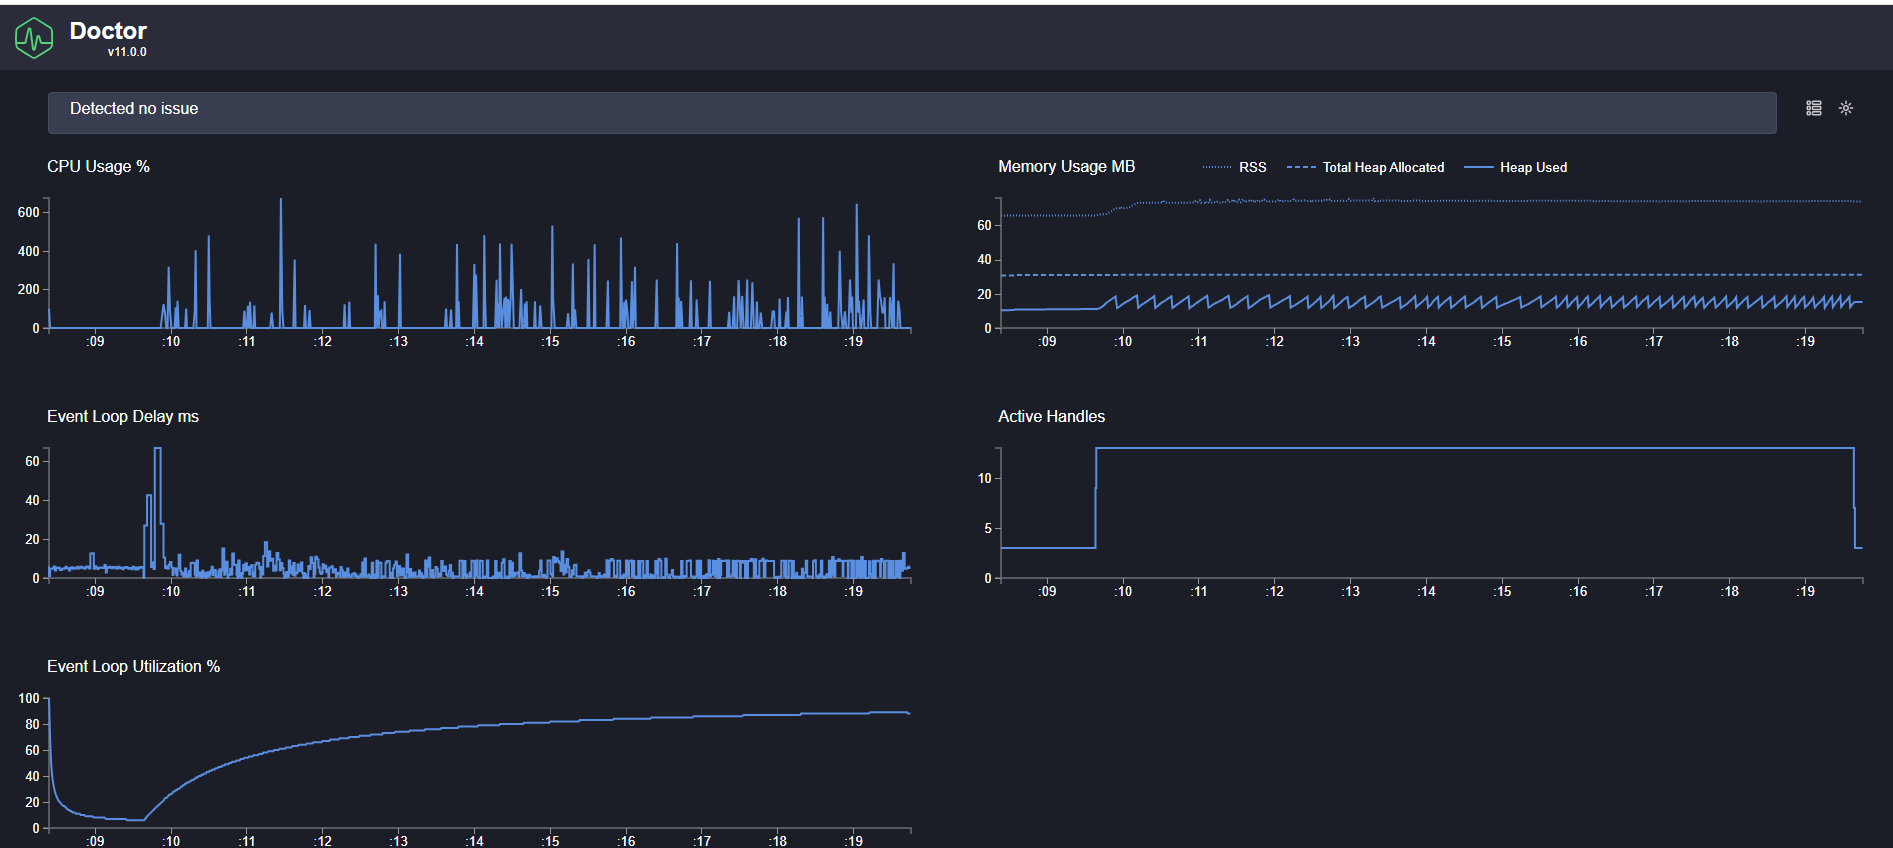 Doctor
v11.0.0
Detected no issue
CPU Usage %
600
400
200
0
:09 :10 :11 :12 :13 :14 :15 :16 :17 :18 :19
Memory Usage MB RSS Total Heap Allocated Heap Used
60
40
20
0
:09 :10 :11 :12 :13 :14 :15 :16 :17 :18 :19
Event Loop Delay ms
60
40
20
0
:09 :10 :11 :12 :13 :14 :15 :16 :17 :18 :19
Active Handles
10
5
0
:09 :10 :11 :12 :13 :14 :15 :16 :17 :18 :19
Event Loop Utilization %
100
80
60
40
20
0
:09 :10 :11 :12 :13 :14 :15 :16 :17 :18 :19